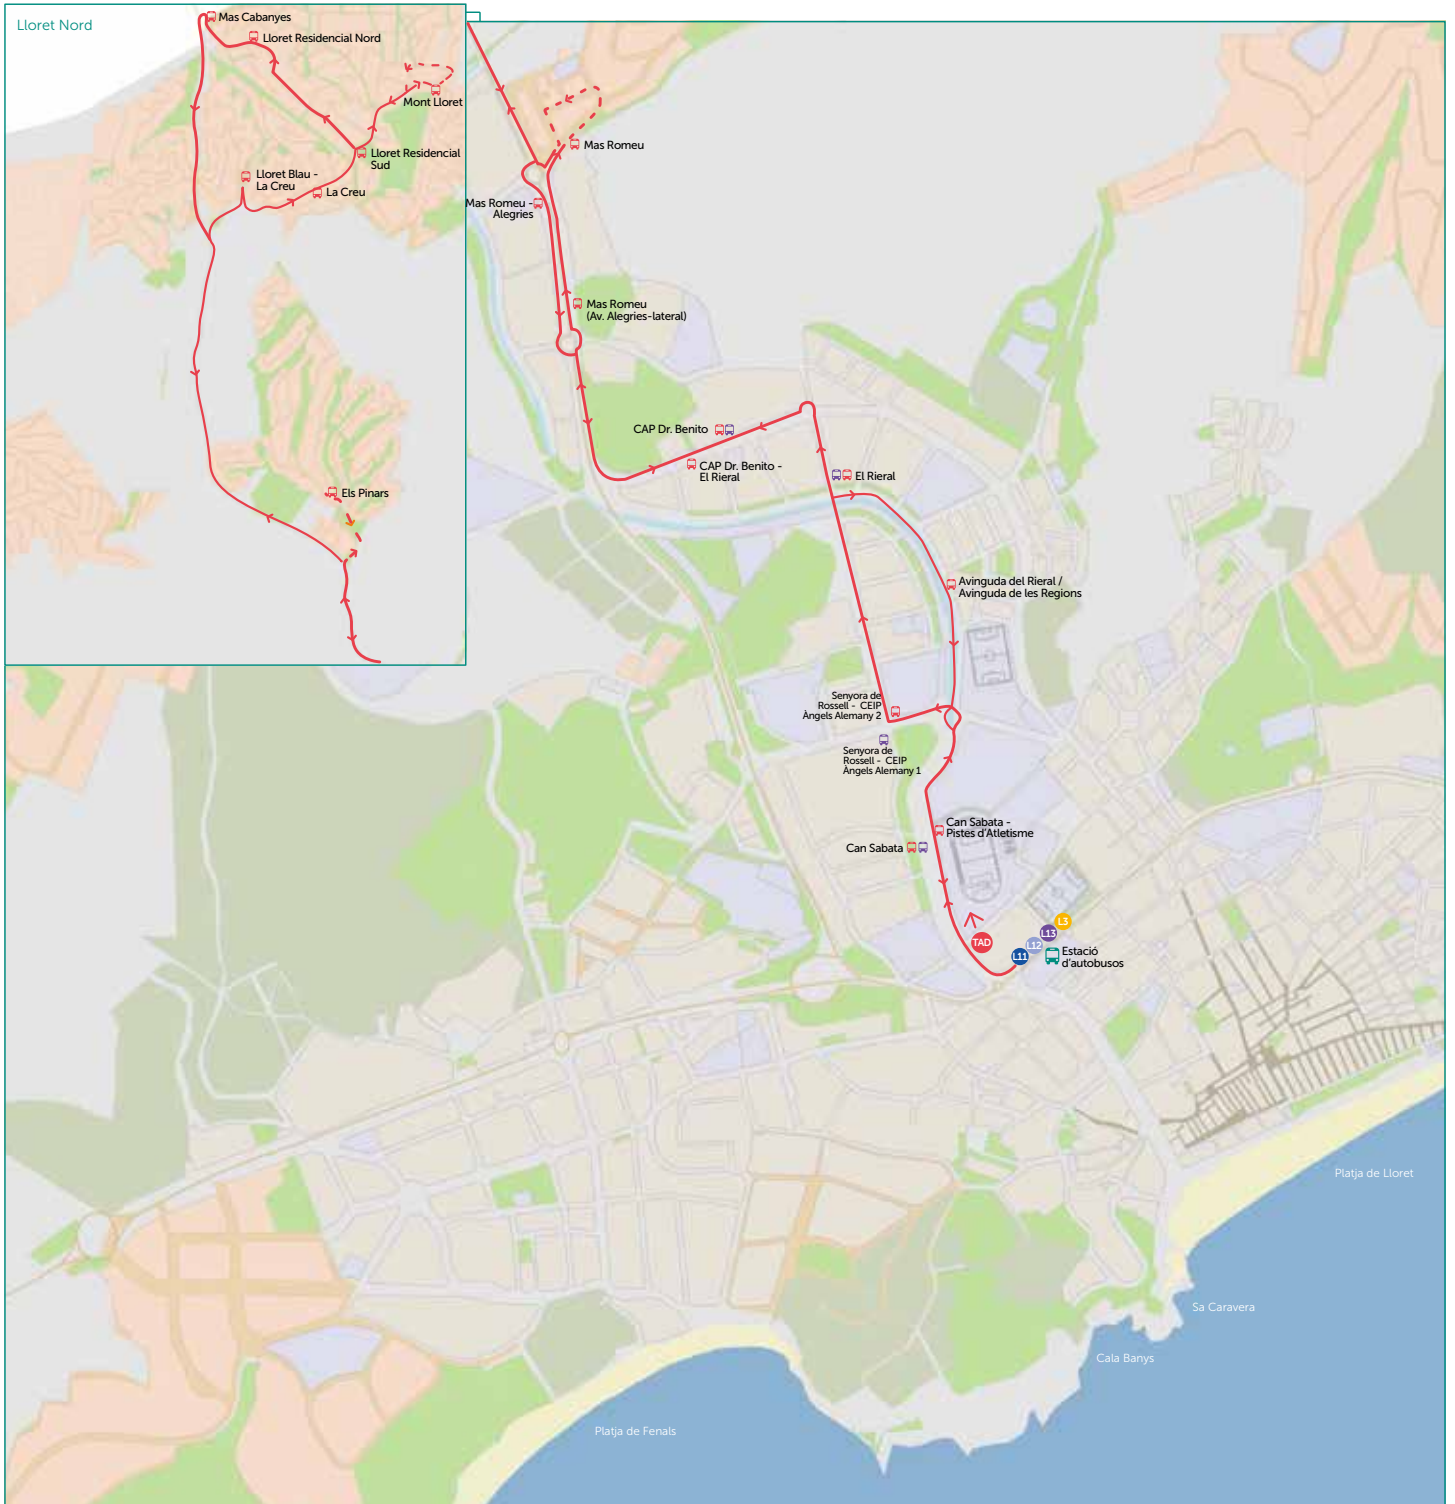 Lloret Nord
Mas Cabanyes
Lloret Residencial Nord
Mont Lloret
Lloret Residencial
Sud
Lloret Blau -
La Creu
La Creu
Els Pinars
Mas Romeu
Mas Romeu -
Alegries
Mas Romeu
(Av. Alegries-lateral)
CAP Dr. Benito
CAP Dr. Benito -
El Rieral
El Rieral
Avinguda del Rieral /
Avinguda de les Regions
Senyora de
Rossell - CEIP
Àngels Alemany 2
Senyora de
Rossell - CEIP
Àngels Alemany 1
Can Sabata -
Pistes d'Atletisme
Can Sabata
TAD
L3
L13
L12
L11
Estació
d'autobusos
Platja de Lloret
Sa Caravera
Cala Banys
Platja de Fenals